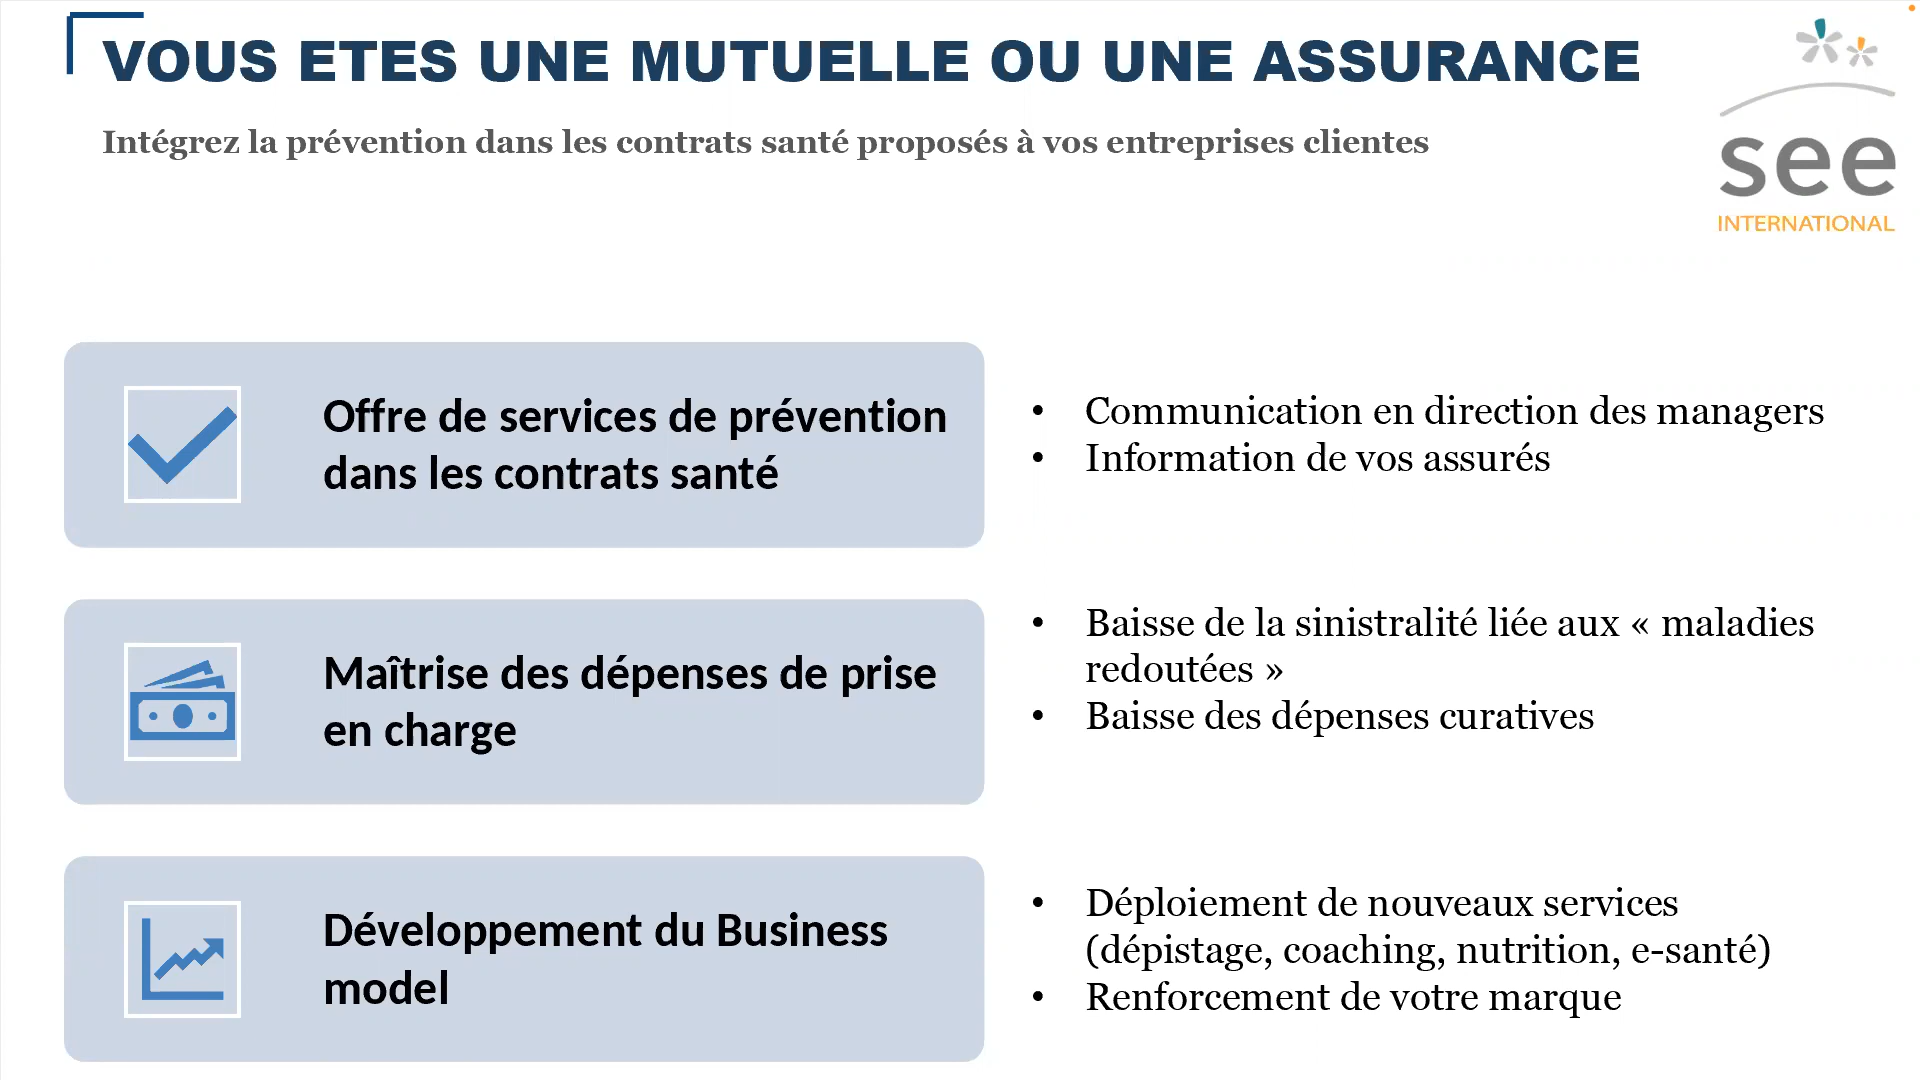 VOUS ETES UNE MUTUELLE OU UNE ASSURANCE
Intégrez la prévention dans les contrats santé proposés à vos entreprises clientes
see
INTERNATIONAL
Offre de services de prévention
dans les contrats santé
• Communication en direction des managers
• Information de vos assurés
Maîtrise des dépenses de prise
en charge
• Baisse de la sinistralité liée aux « maladies
redoutées »
• Baisse des dépenses curatives
Développement du Business
model
• Déploiement de nouveaux services
(dépistage, coaching, nutrition, e-santé)
• Renforcement de votre marque